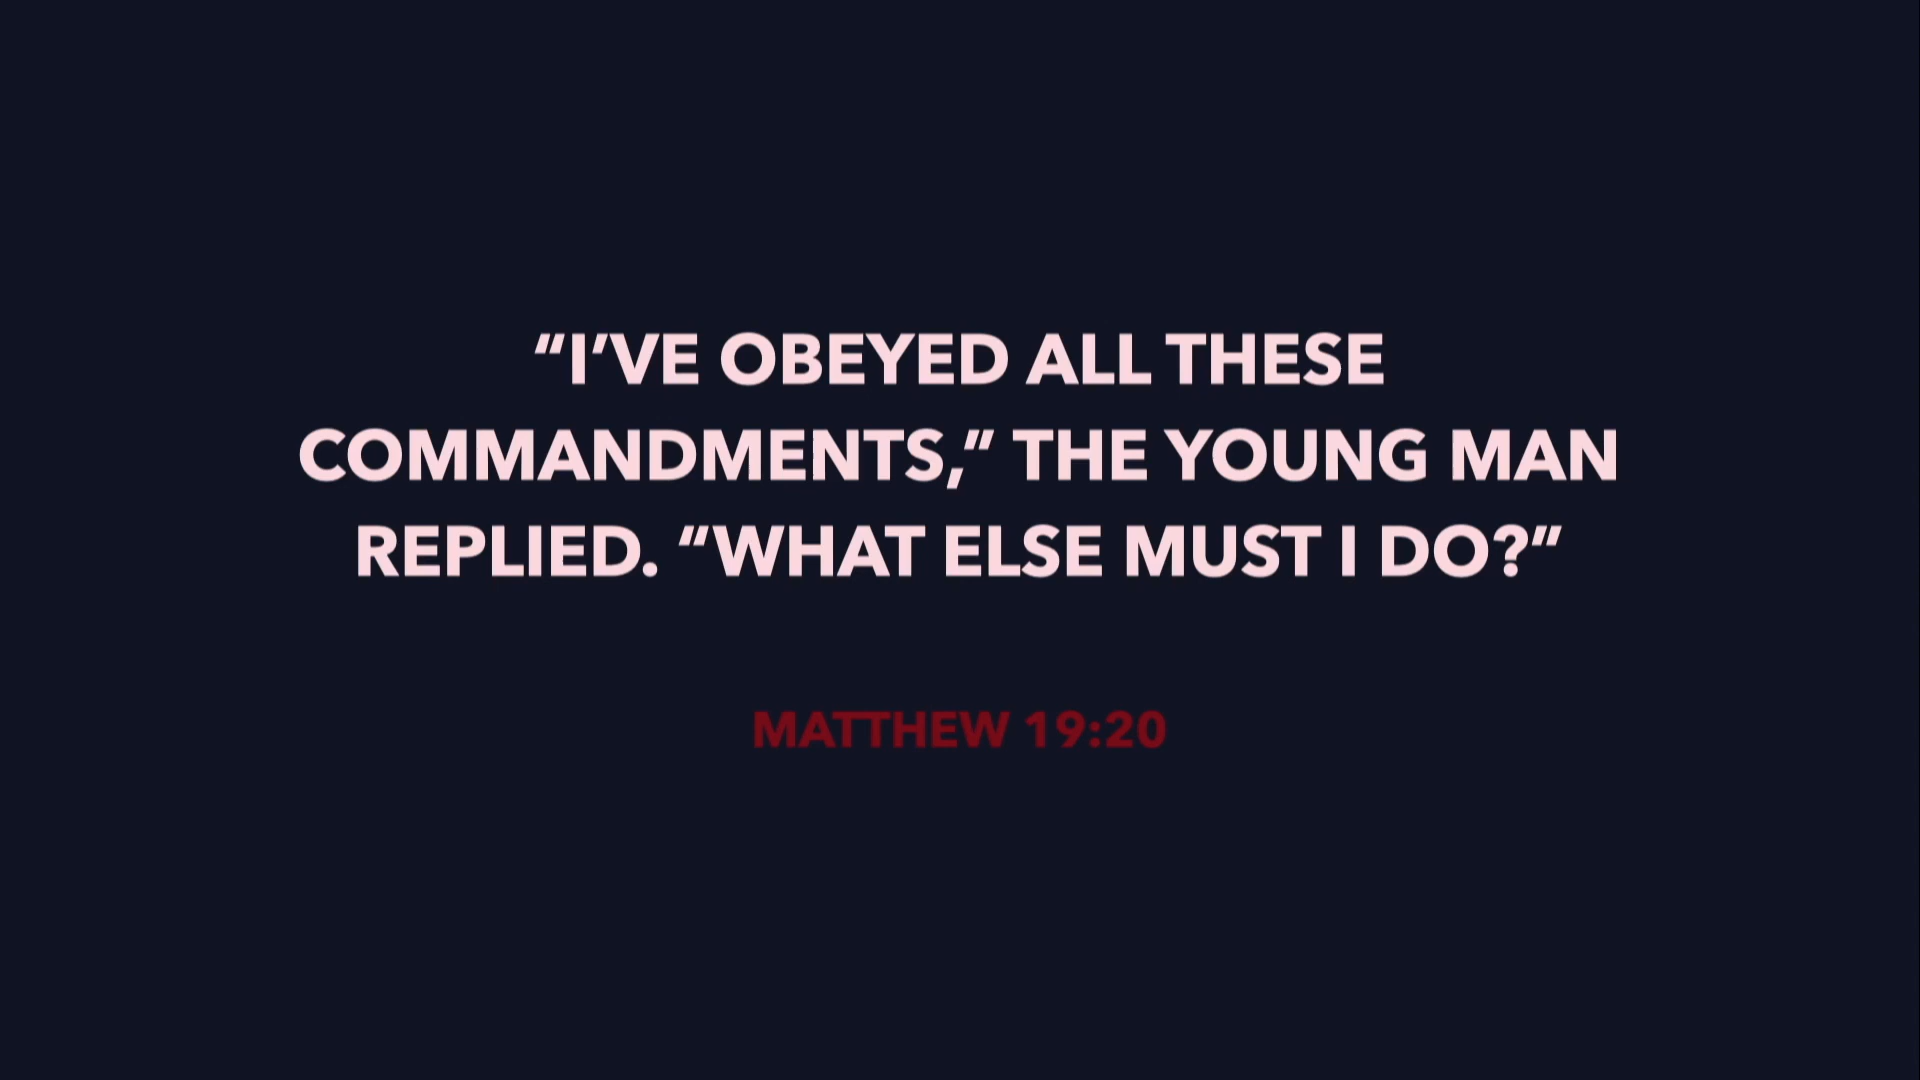 “I’VE OBEYED ALL THESE
COMMANDMENTS,” THE YOUNG MAN
REPLIED. “WHAT ELSE MUST I DO?”
MATTHEW 19:20